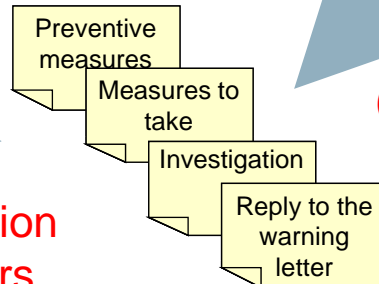 Preventive
measures
Measures to
take
Investigation
Reply to the
warning
letter